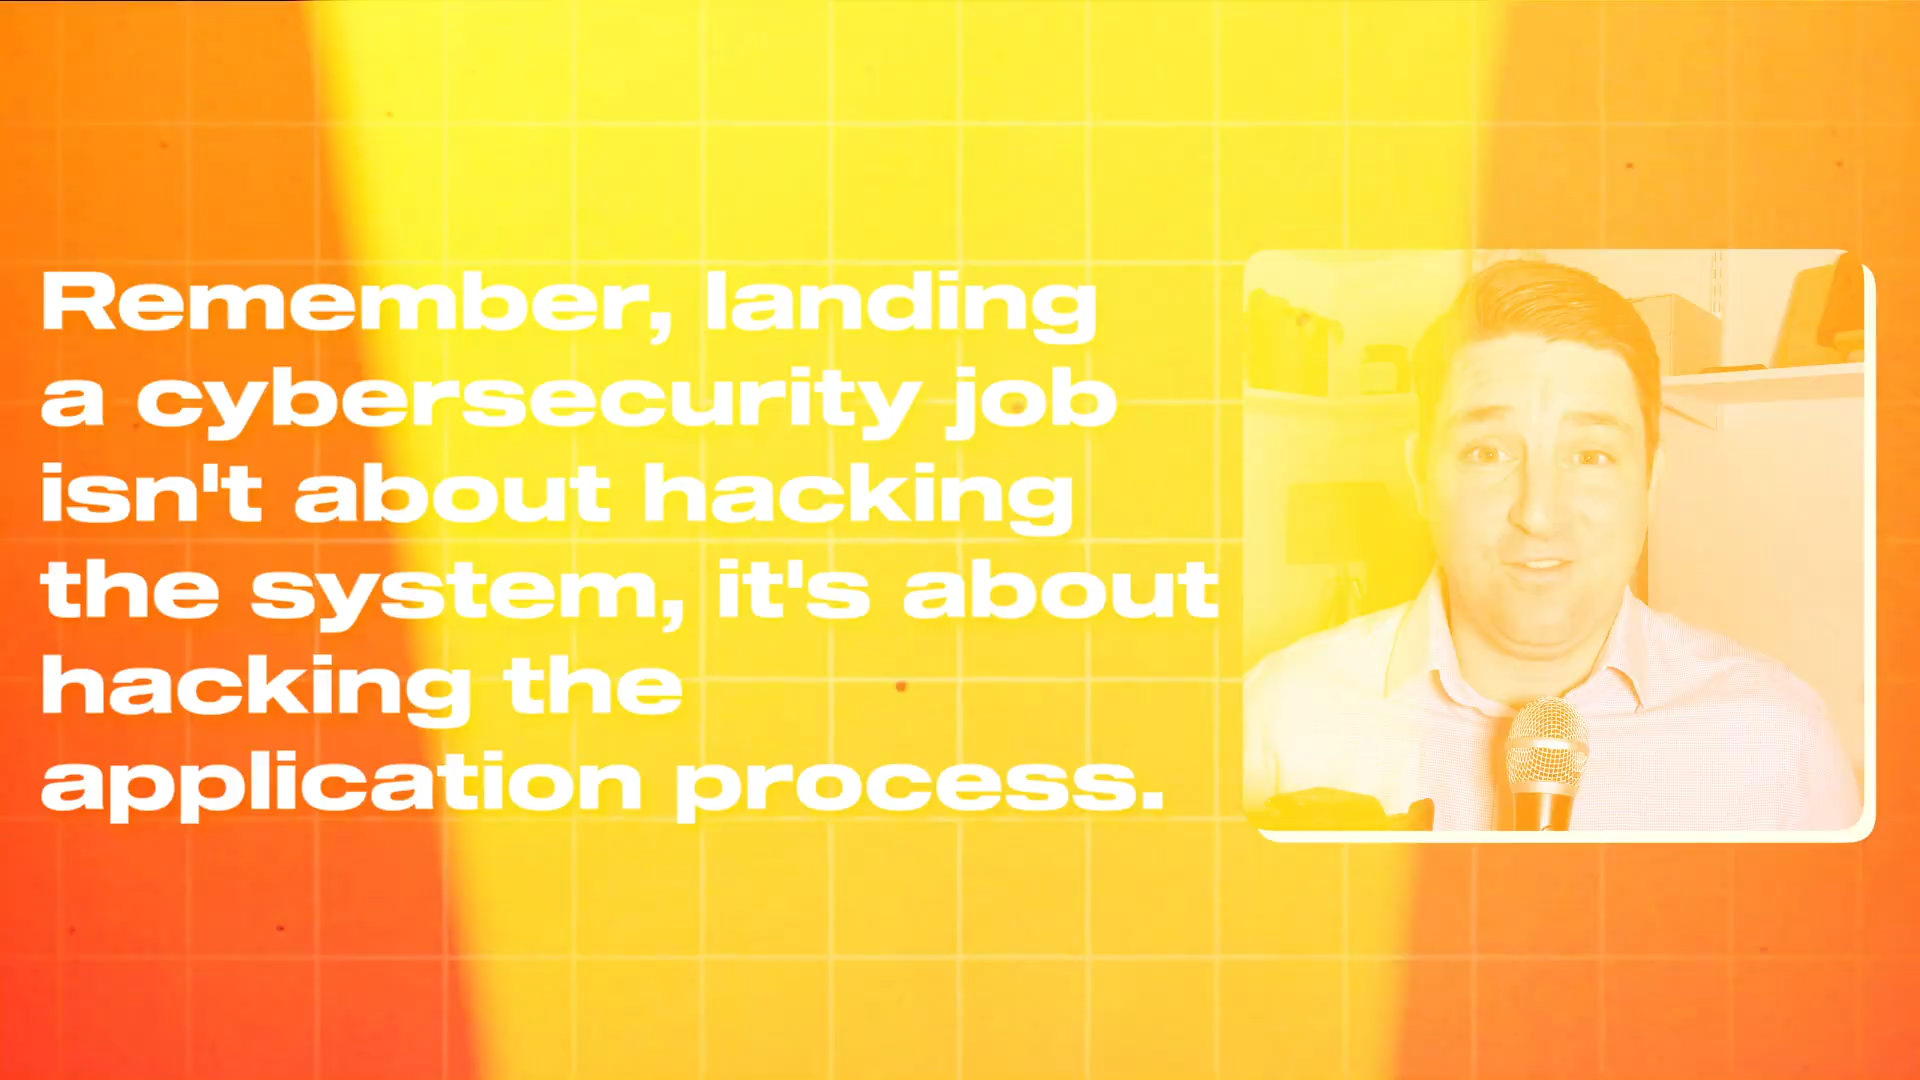 Remember, landing
a cybersecurity job
isn't about hacking
the system, it's about
hacking the
application process.